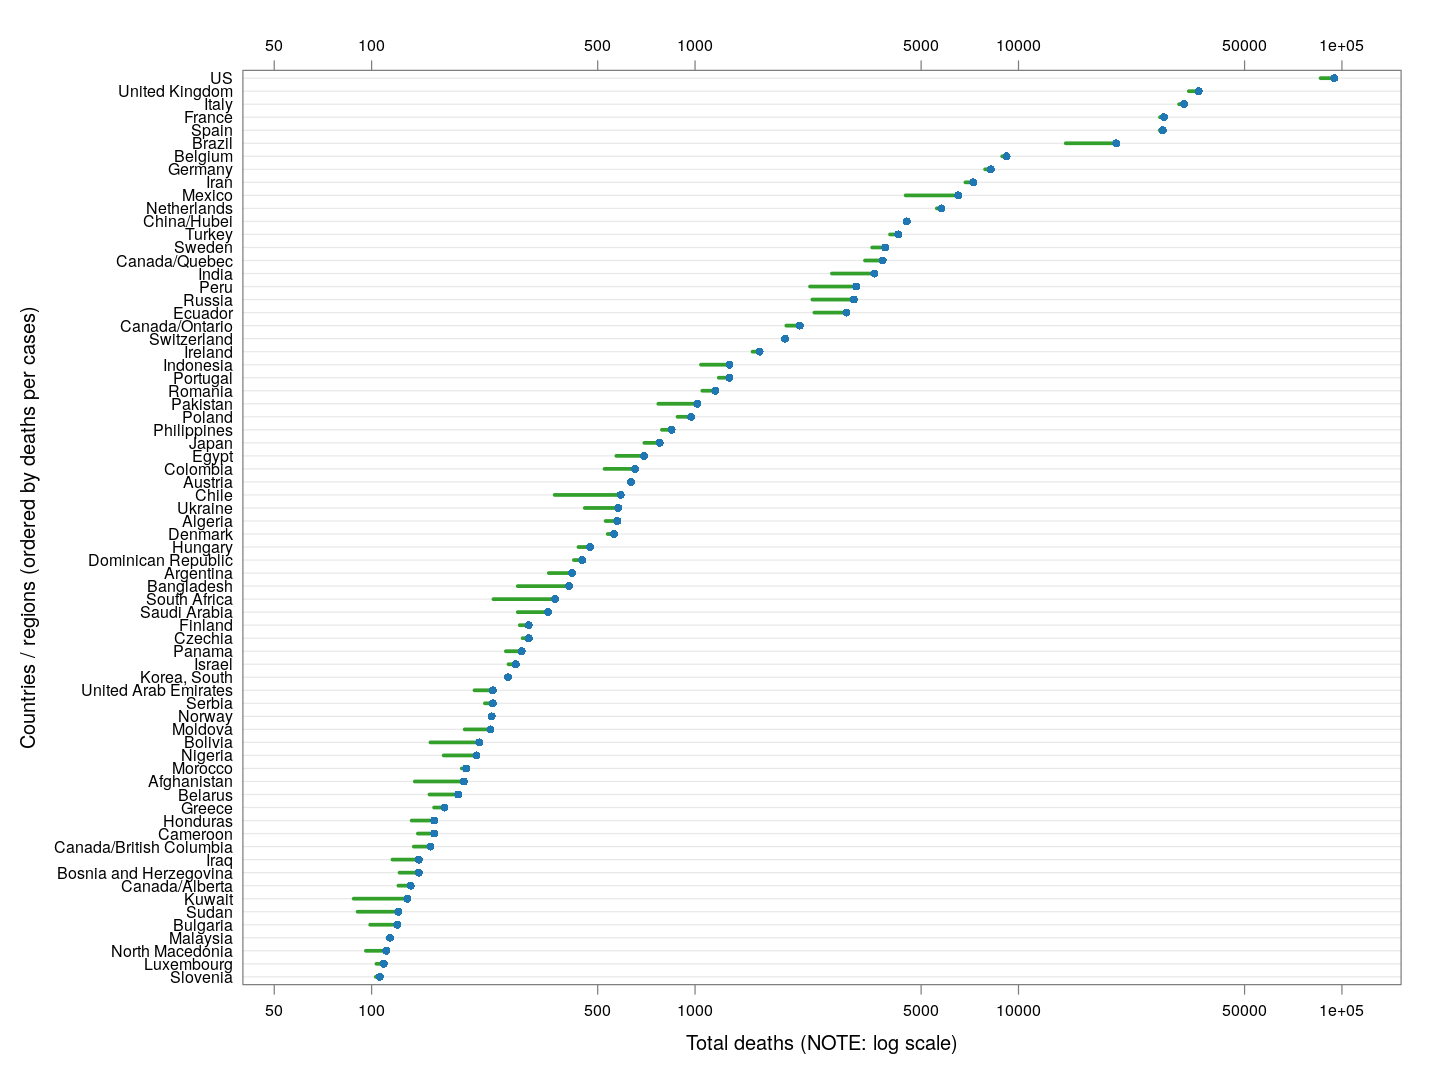 50 100 500 1000 5000 10000 50000 1e+05
US
United Kingdom
Italy
France
Spain
Brazil
Belgium
Germany
Iran
Mexico
Netherlands
China/Hubei
Turkey
Sweden
Canada/Quebec
India
Peru
Russia
Ecuador
Canada/Ontario
Switzerland
Ireland
Indonesia
Portugal
Romania
Pakistan
Poland
Philippines
Japan
Egypt
Colombia
Austria
Chile
Ukraine
Algeria
Denmark
Hungary
Dominican Republic
Argentina
Bangladesh
South Africa
Saudi Arabia
Finland
Czechia
Panama
Israel
Korea, South
United Arab Emirates
Serbia
Norway
Moldova
Bolivia
Nigeria
Morocco
Afghanistan
Belarus
Greece
Honduras
Cameroon
Canada/British Columbia
Iraq
Bosnia and Herzegovina
Canada/Alberta
Kuwait
Sudan
Bulgaria
Malaysia
North Macedonia
Luxembourg
Slovenia
Countries / regions (ordered by deaths per cases)
50 100 500 1000 5000 10000 50000 1e+05
Total deaths (NOTE: log scale)